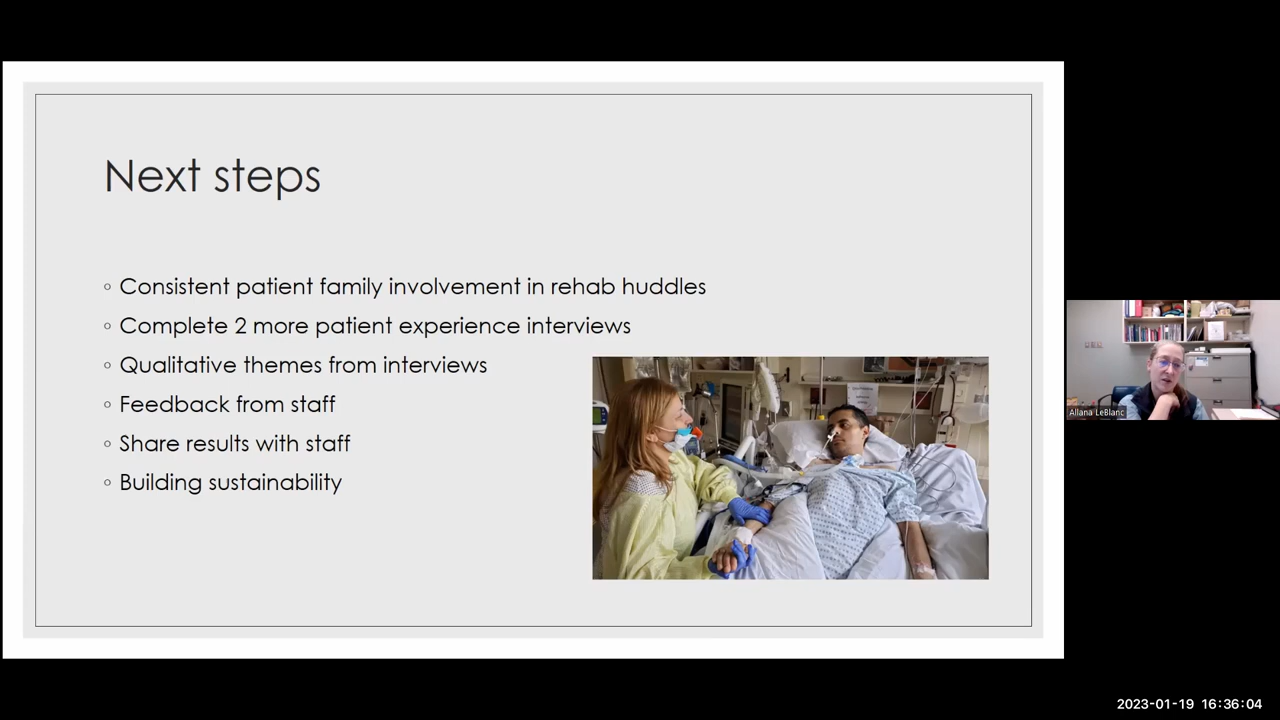 Next steps
◦ Consistent patient family involvement in rehab huddles
◦ Complete 2 more patient experience interviews
◦ Qualitative themes from interviews
◦ Feedback from staff
◦ Share results with staff
◦ Building sustainability
Allana LeBlanc
2023-01-19 16:36:04